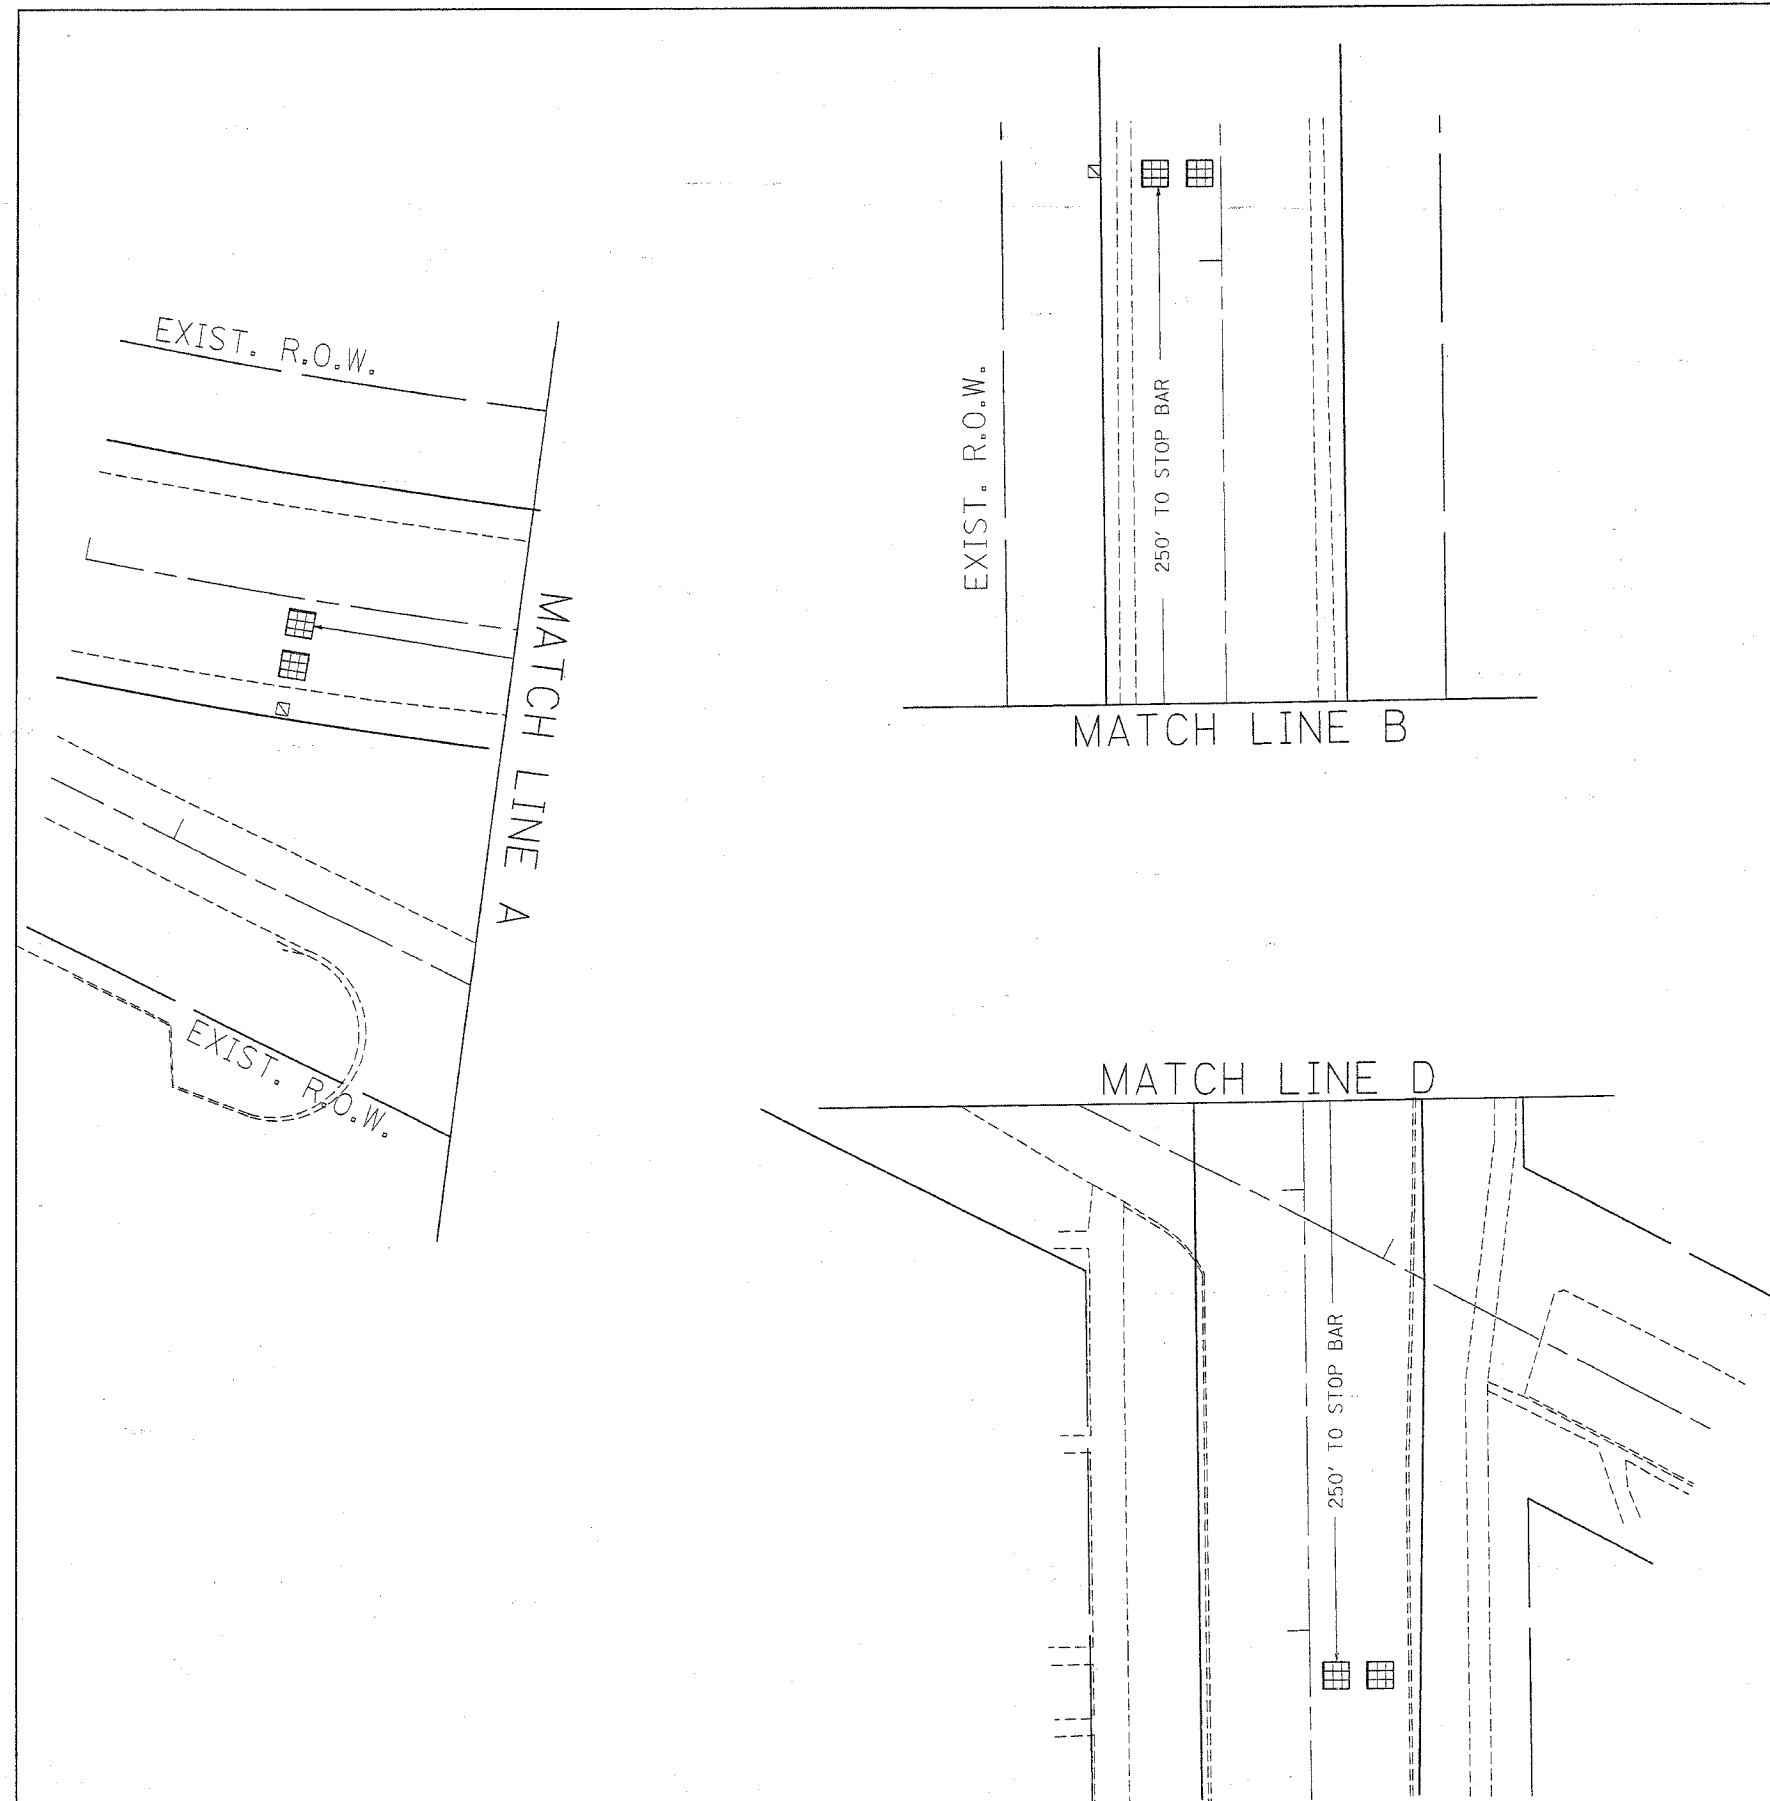 EXIST. R.O.W.
MATCH LINE A
EXIST. R.O.W.
EXIST. R.O.W.
250' TO STOP BAR
MATCH LINE B
MATCH LINE D
250' TO STOP BAR